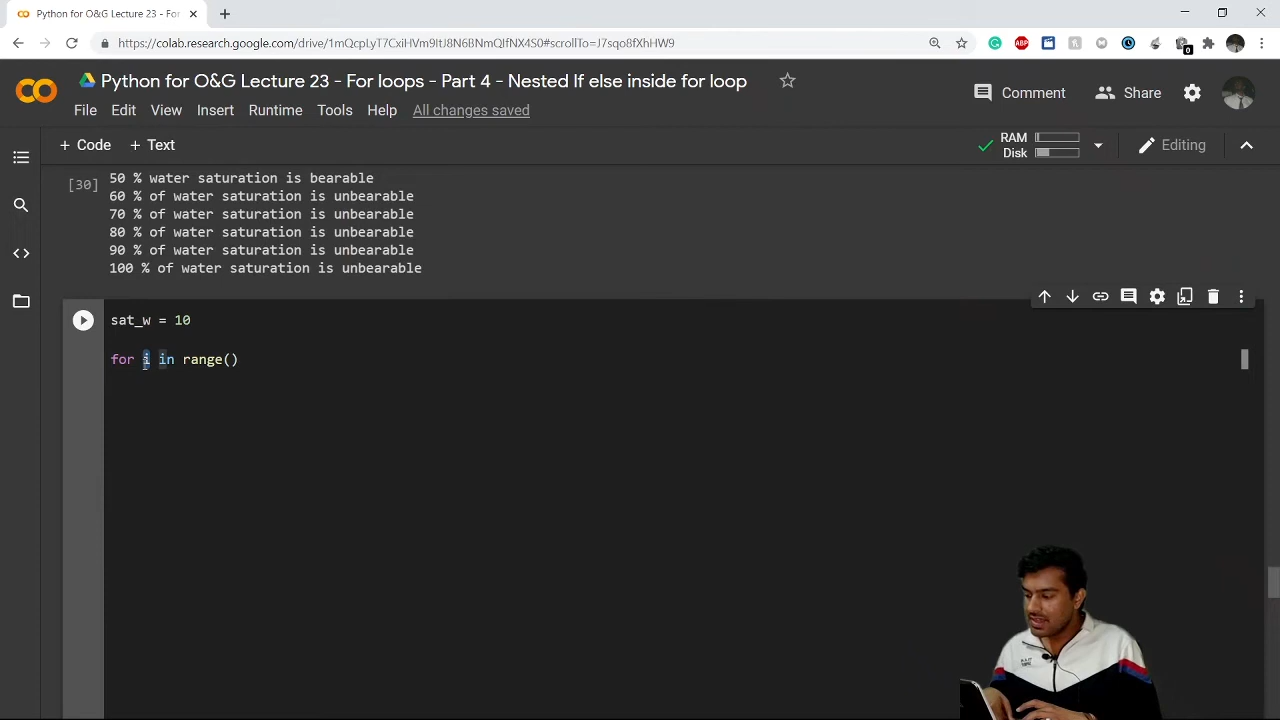 Python for O&G Lecture 23 - For
https://colab.research.google.com/drive/1mQcpLvT7CxiHVm9ItJ8N6BNmQJfNX4S0#scrollTo=J7sqo8fXhHW9
Python for O&G Lecture 23 - For loops - Part 4 - Nested If else inside for loop
File Edit View Insert Runtime Tools Help All changes saved
Comment Share
+ Code + Text
RAM
Disk
Editing
[30]
50 % water saturation is bearable
60 % of water saturation is unbearable
70 % of water saturation is unbearable
80 % of water saturation is unbearable
90 % of water saturation is unbearable
100 % of water saturation is unbearable
sat_w = 10
for i in range()